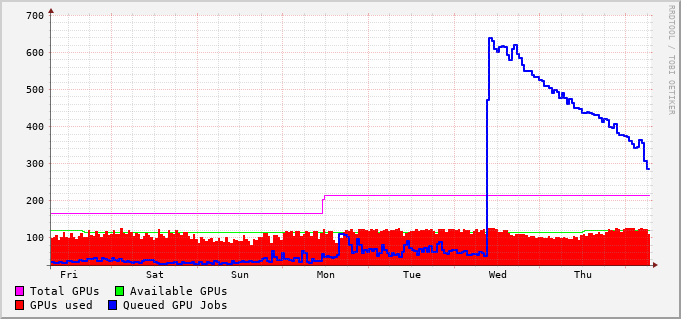 700
600
500
400
300
200
100
Fri Sat Sun Mon Tue Wed Thu
Total GPUs Available GPUs
GPUs used Queued GPU Jobs
RRDTOOL / TOBI OETIKER